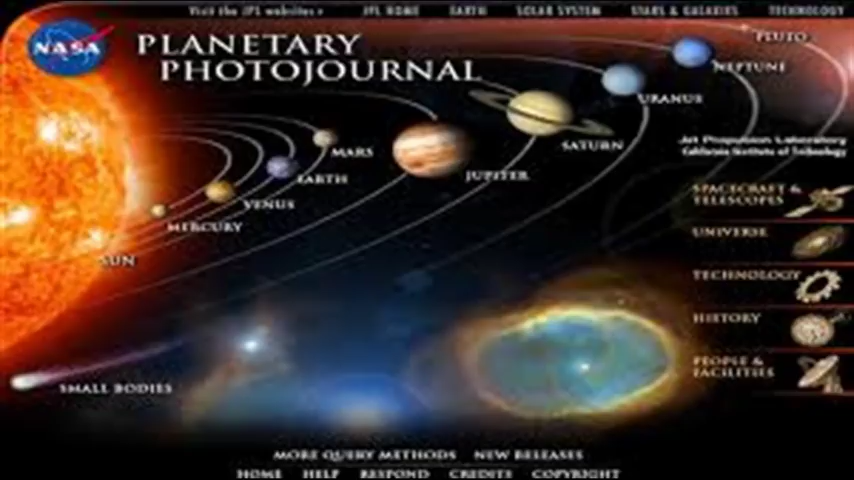 Visit the JPL websites › JPL HOME EARTH SOLAR SYSTEM STARS & GALAXIES TECHNOLOGY
NASA
PLANETARY
PHOTOJOURNAL
PLUTO
NEPTUNE
URANUS
SATURN
JUPITER
MARS
EARTH
VENUS
MERCURY
SUN
Jet Propulsion Laboratory
California Institute of Technology
SPACECRAFT &
TELESCOPES
UNIVERSE
TECHNOLOGY
HISTORY
PEOPLE &
FACILITIES
SMALL BODIES
MORE QUERY METHODS NEW RELEASES
HOME HELP RESPOND CREDITS COPYRIGHT